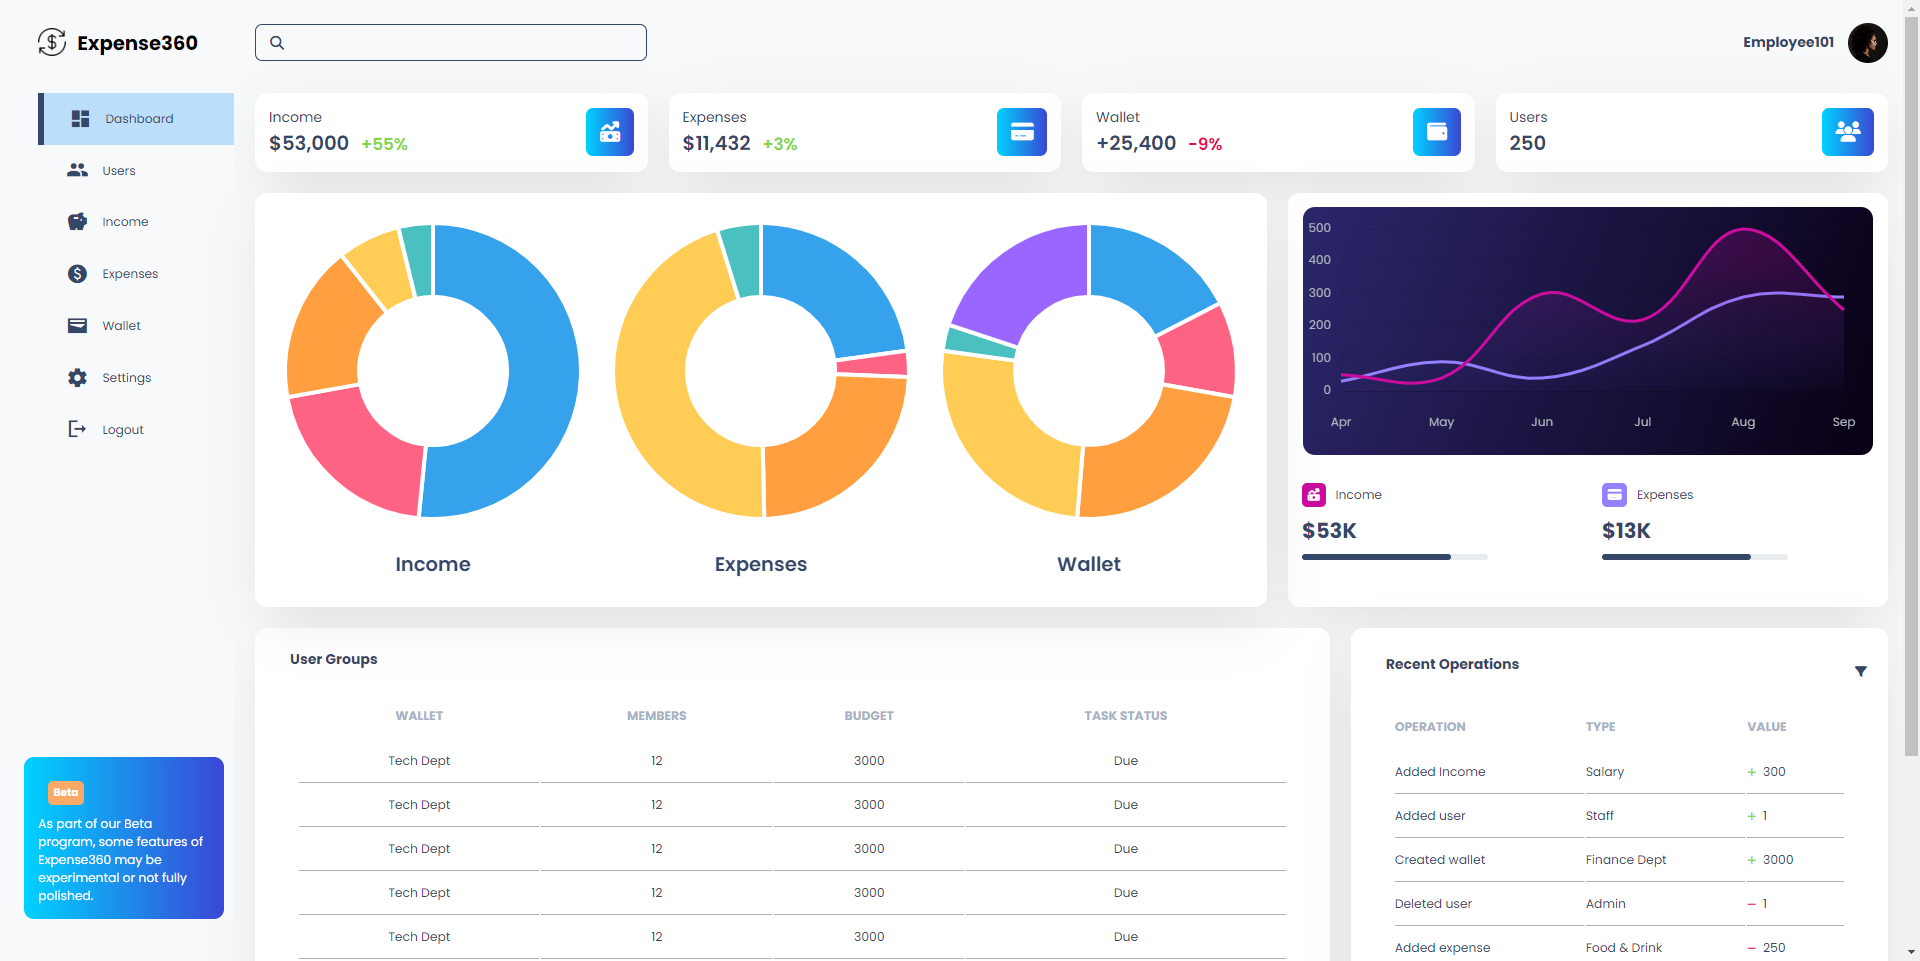 Expense360
Employee101
Dashboard
Users
Income
Expenses
Wallet
Settings
Logout
Beta
As part of our Beta
program, some features of
Expense360 may be
experimental or not fully
polished.
Income
$53,000 +55%
Expenses
$11,432 +3%
Wallet
+25,400 -9%
Users
250
Income
Expenses
Wallet
500
400
300
200
100
0
Apr May Jun Jul Aug Sep
Income
$53K
Expenses
$13K
User Groups
WALLET MEMBERS BUDGET TASK STATUS
Tech Dept 12 3000 Due
Tech Dept 12 3000 Due
Tech Dept 12 3000 Due
Tech Dept 12 3000 Due
Tech Dept 12 3000 Due
Recent Operations
OPERATION TYPE VALUE
Added Income Salary + 300
Added user Staff + 1
Created wallet Finance Dept + 3000
Deleted user Admin - 1
Added expense Food & Drink - 250